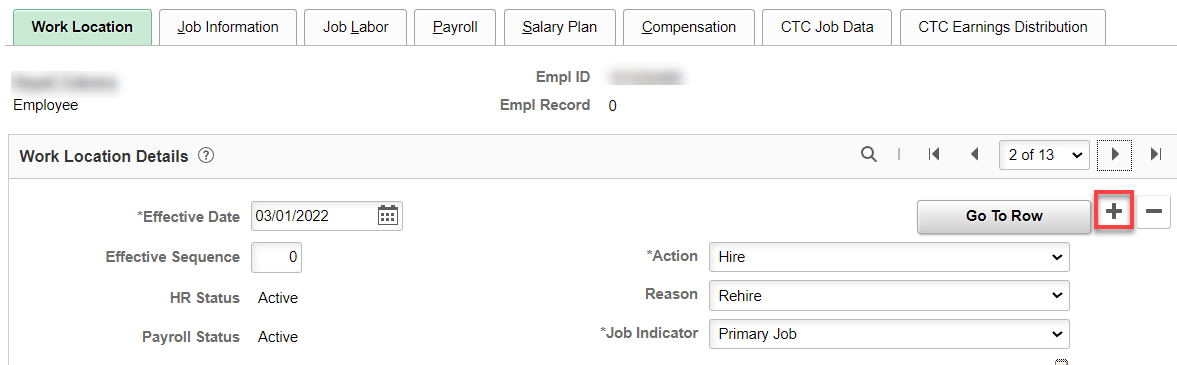 Work Location Job Information Job Labor Payroll Salary Plan Compensation CTC Job Data CTC Earnings Distribution
Empl ID
Employee Empl Record 0
Work Location Details ? 2 of 13
*Effective Date 03/01/2022 Go To Row
Effective Sequence 0 *Action Hire
HR Status Active Reason Rehire
Payroll Status Active *Job Indicator Primary Job